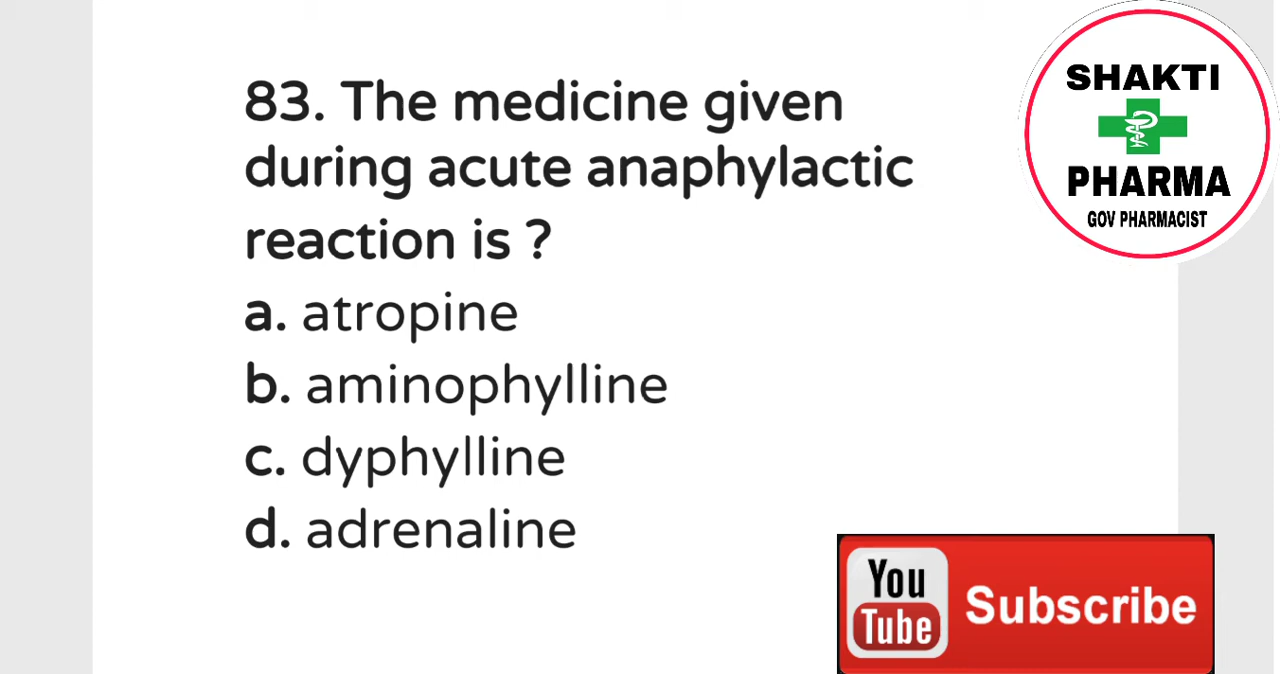 83. The medicine given
during acute anaphylactic
reaction is ?
a. atropine
b. aminophylline
c. dyphylline
d. adrenaline
SHAKTI
PHARMA
GOV PHARMACIST
You
Tube
Subscribe